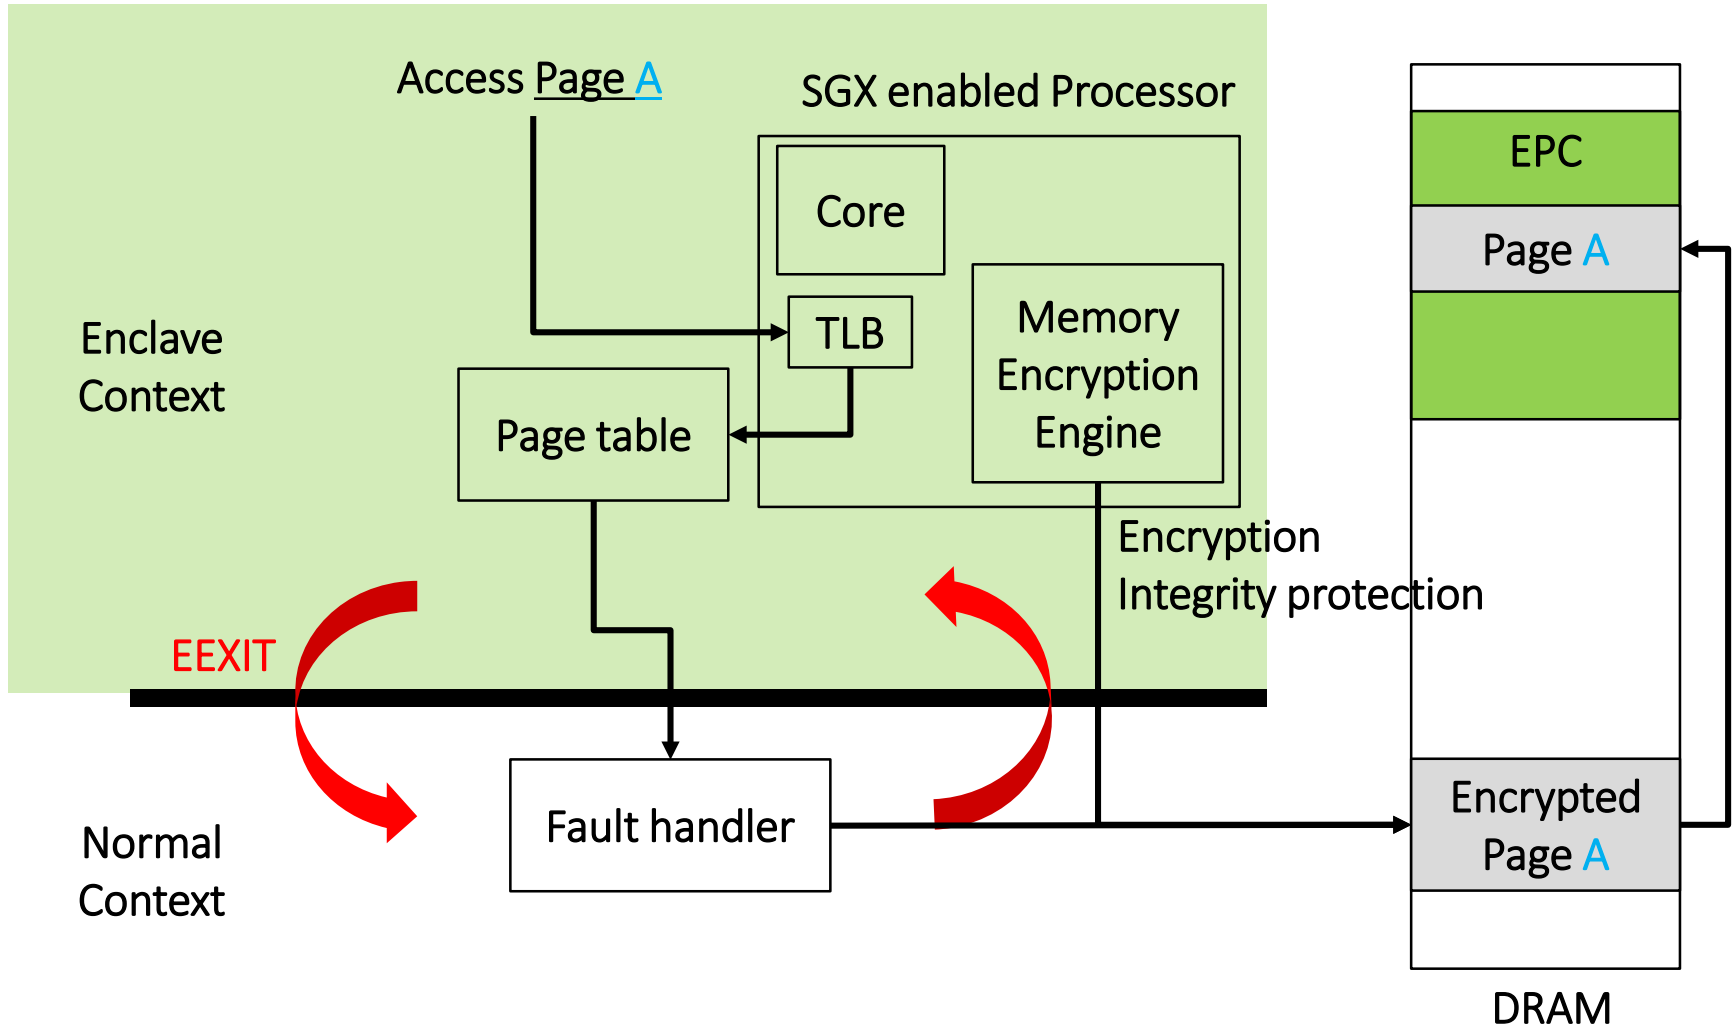 Access Page A
SGX enabled Processor
Core
TLB
Memory
Encryption
Engine
Page table
Enclave
Context
Encryption
Integrity protection
EEXIT
Fault handler
Normal
Context
EPC
Page A
Encrypted
Page A
DRAM